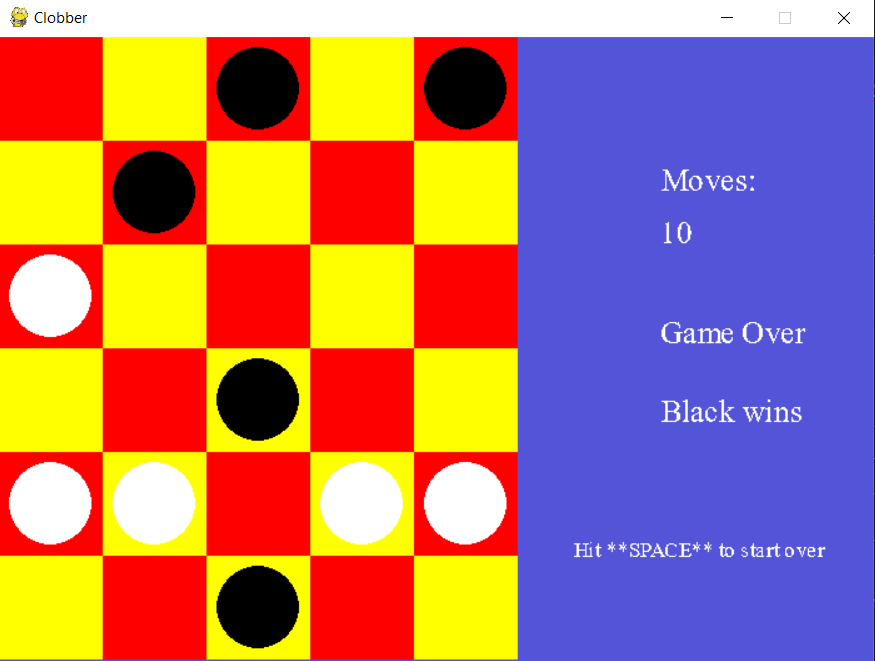 Clobber
Moves:
10
Game Over
Black wins
Hit **SPACE** to start over